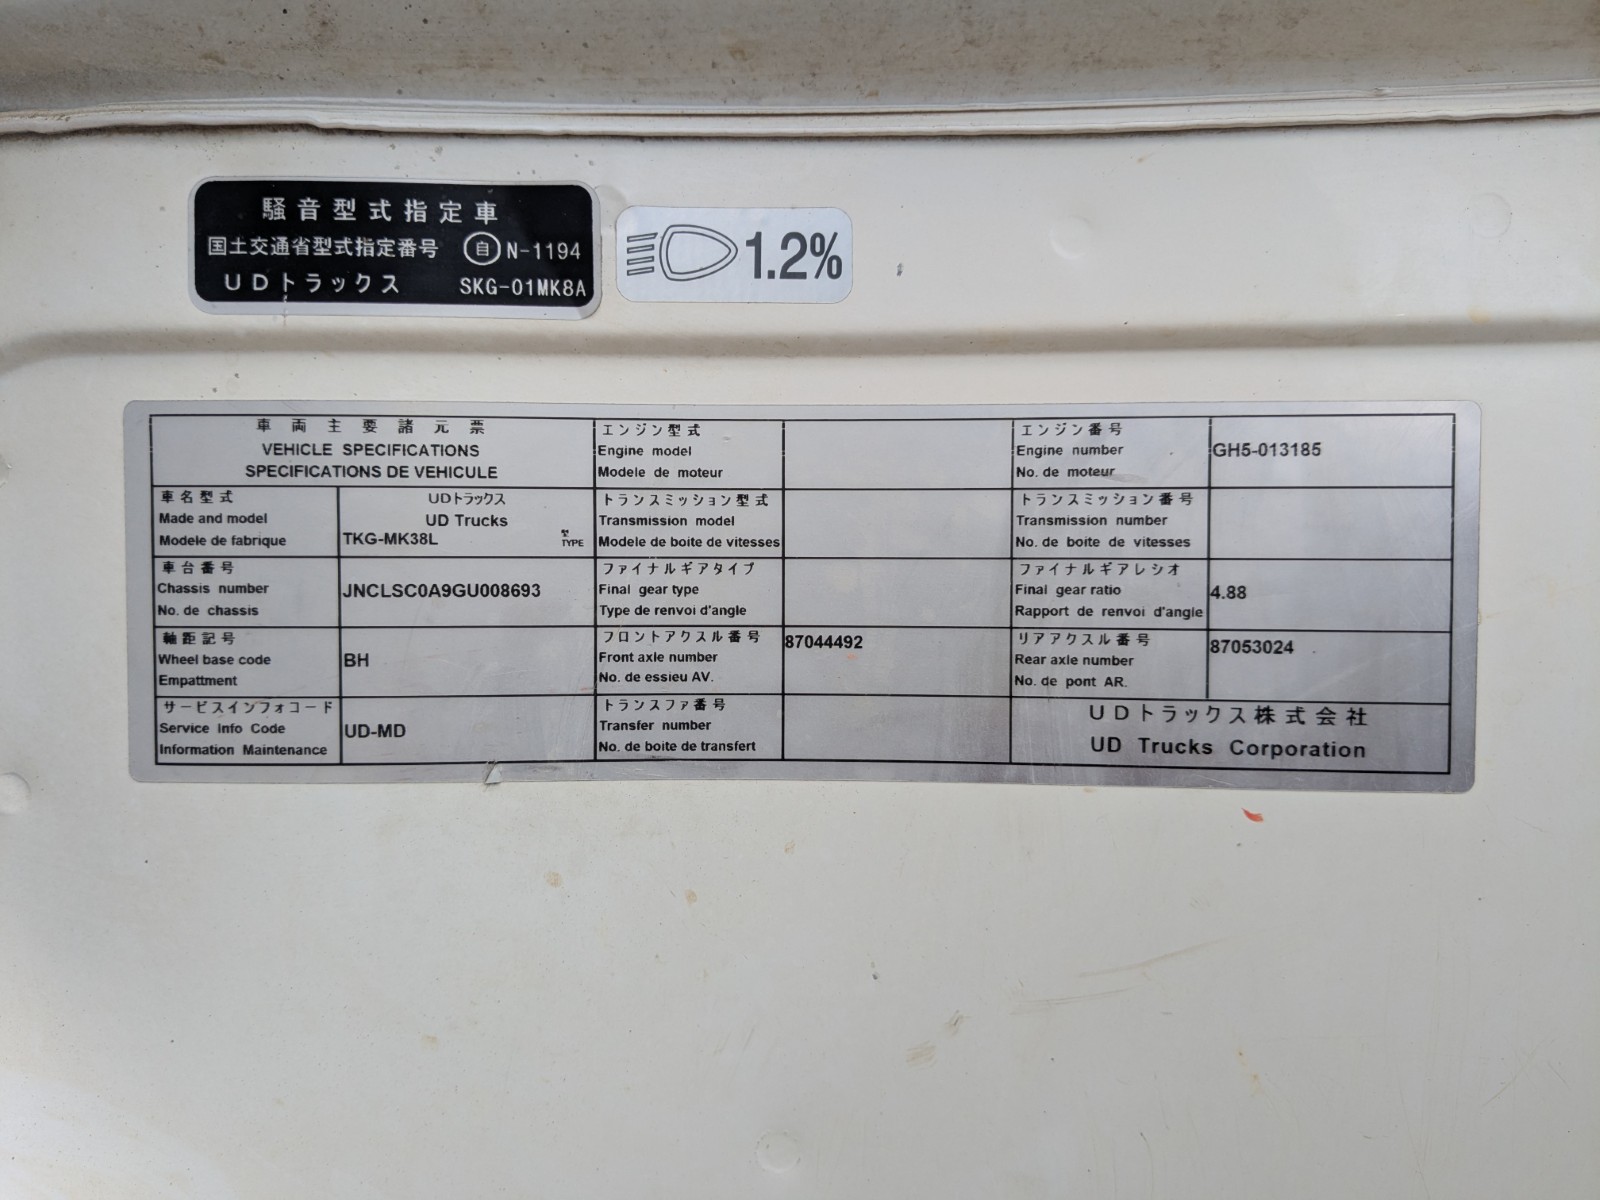 騒音型式指定車
国土交通省型式指定番号 自 N-1194
UDトラックス SKG-01MK8A
1.2%
車両主要諸元票
VEHICLE SPECIFICATIONS
SPECIFICATIONS DE VEHICULE
エンジン型式
Engine model
Modele de moteur
エンジン番号
Engine number
No. de moteur
GH5-013185
車名型式
Made and model
Modele de fabrique
UDトラックス
UD Trucks
TKG-MK38L
型
TYPE
トランスミッション型式
Transmission model
Modele de boite de vitesses
トランスミッション番号
Transmission number
No. de boite de vitesses
車台番号
Chassis number
No. de chassis
JNCLSC0A9GU008693
ファイナルギアタイプ
Final gear type
Type de renvoi d'angle
ファイナルギアレシオ
Final gear ratio
Rapport de renvoi d'angle
4.88
軸距記号
Wheel base code
Empattment
BH
フロントアクスル番号
Front axle number
No. de essieu AV.
87044492
リアアクスル番号
Rear axle number
No. de pont AR.
87053024
サービスインフォコード
Service Info Code
Information Maintenance
UD-MD
トランスファ番号
Transfer number
No. de boite de transfert
UDトラックス株式会社
UD Trucks Corporation